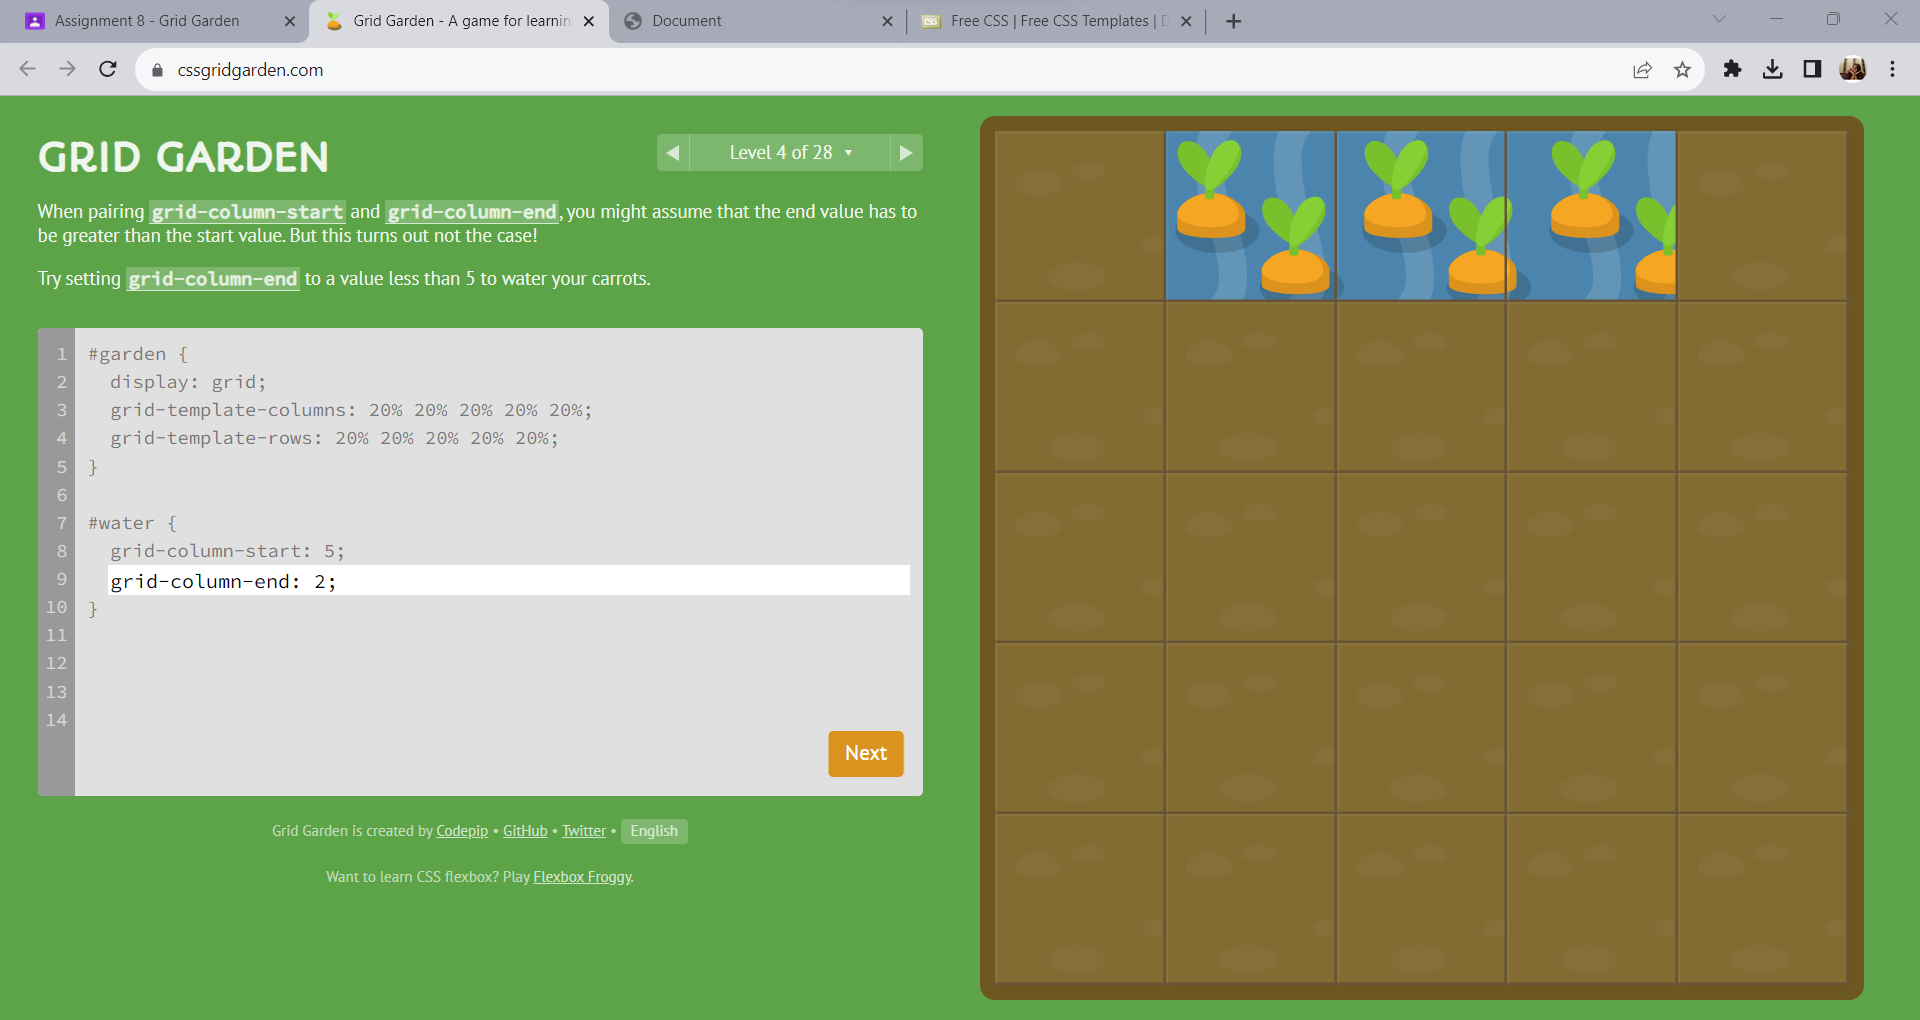 Assignment 8 - Grid Garden
Grid Garden - A game for learnin
Document
Free CSS | Free CSS Templates |
cssgridgarden.com
GRID GARDEN
Level 4 of 28
When pairing grid-column-start and grid-column-end, you might assume that the end value has to
be greater than the start value. But this turns out not the case!
Try setting grid-column-end to a value less than 5 to water your carrots.
1 #garden {
2 display: grid;
3 grid-template-columns: 20% 20% 20% 20% 20%;
4 grid-template-rows: 20% 20% 20% 20% 20%;
5 }
6
7 #water {
8 grid-column-start: 5;
9 grid-column-end: 2;
10 }
11
12
13
14
Next
Grid Garden is created by Codepip • GitHub • Twitter • English
Want to learn CSS flexbox? Play Flexbox Froggy.